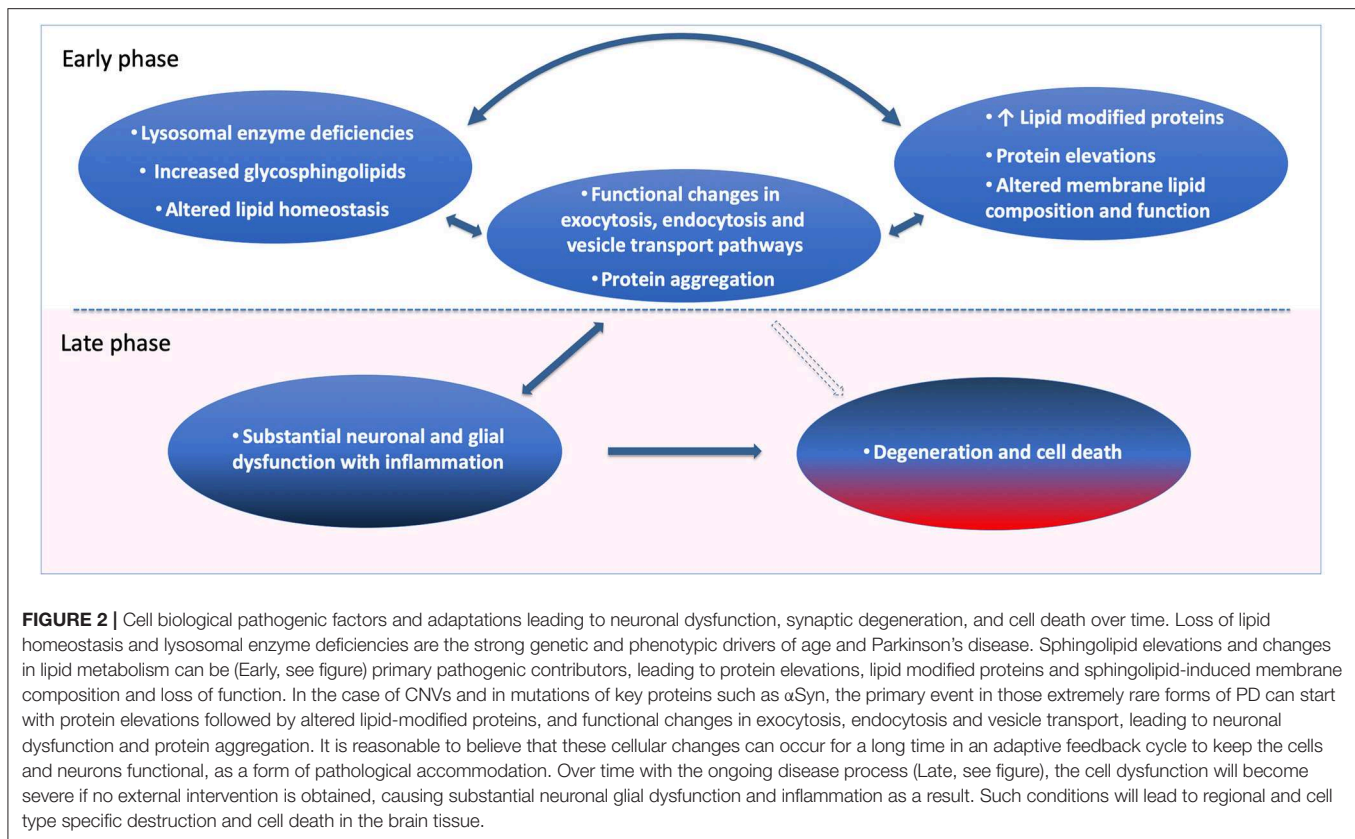 Early phase
• Lysosomal enzyme deficiencies
• Increased glycosphingolipids
• Altered lipid homeostasis
• Functional changes in
exocytosis, endocytosis and
vesicle transport pathways
• Protein aggregation
• ↑ Lipid modified proteins
• Protein elevations
• Altered membrane lipid
composition and function
Late phase
• Substantial neuronal and glial
dysfunction with inflammation
• Degeneration and cell death
FIGURE 2 | Cell biological pathogenic factors and adaptations leading to neuronal dysfunction, synaptic degeneration, and cell death over time. Loss of lipid
homeostasis and lysosomal enzyme deficiencies are the strong genetic and phenotypic drivers of age and Parkinson's disease. Sphingolipid elevations and changes
in lipid metabolism can be (Early, see figure) primary pathogenic contributors, leading to protein elevations, lipid modified proteins and sphingolipid-induced membrane
composition and loss of function. In the case of CNVs and in mutations of key proteins such as αSyn, the primary event in those extremely rare forms of PD can start
with protein elevations followed by altered lipid-modified proteins, and functional changes in exocytosis, endocytosis and vesicle transport, leading to neuronal
dysfunction and protein aggregation. It is reasonable to believe that these cellular changes can occur for a long time in an adaptive feedback cycle to keep the cells
and neurons functional, as a form of pathological accommodation. Over time with the ongoing disease process (Late, see figure), the cell dysfunction will become
severe if no external intervention is obtained, causing substantial neuronal glial dysfunction and inflammation as a result. Such conditions will lead to regional and cell
type specific destruction and cell death in the brain tissue.